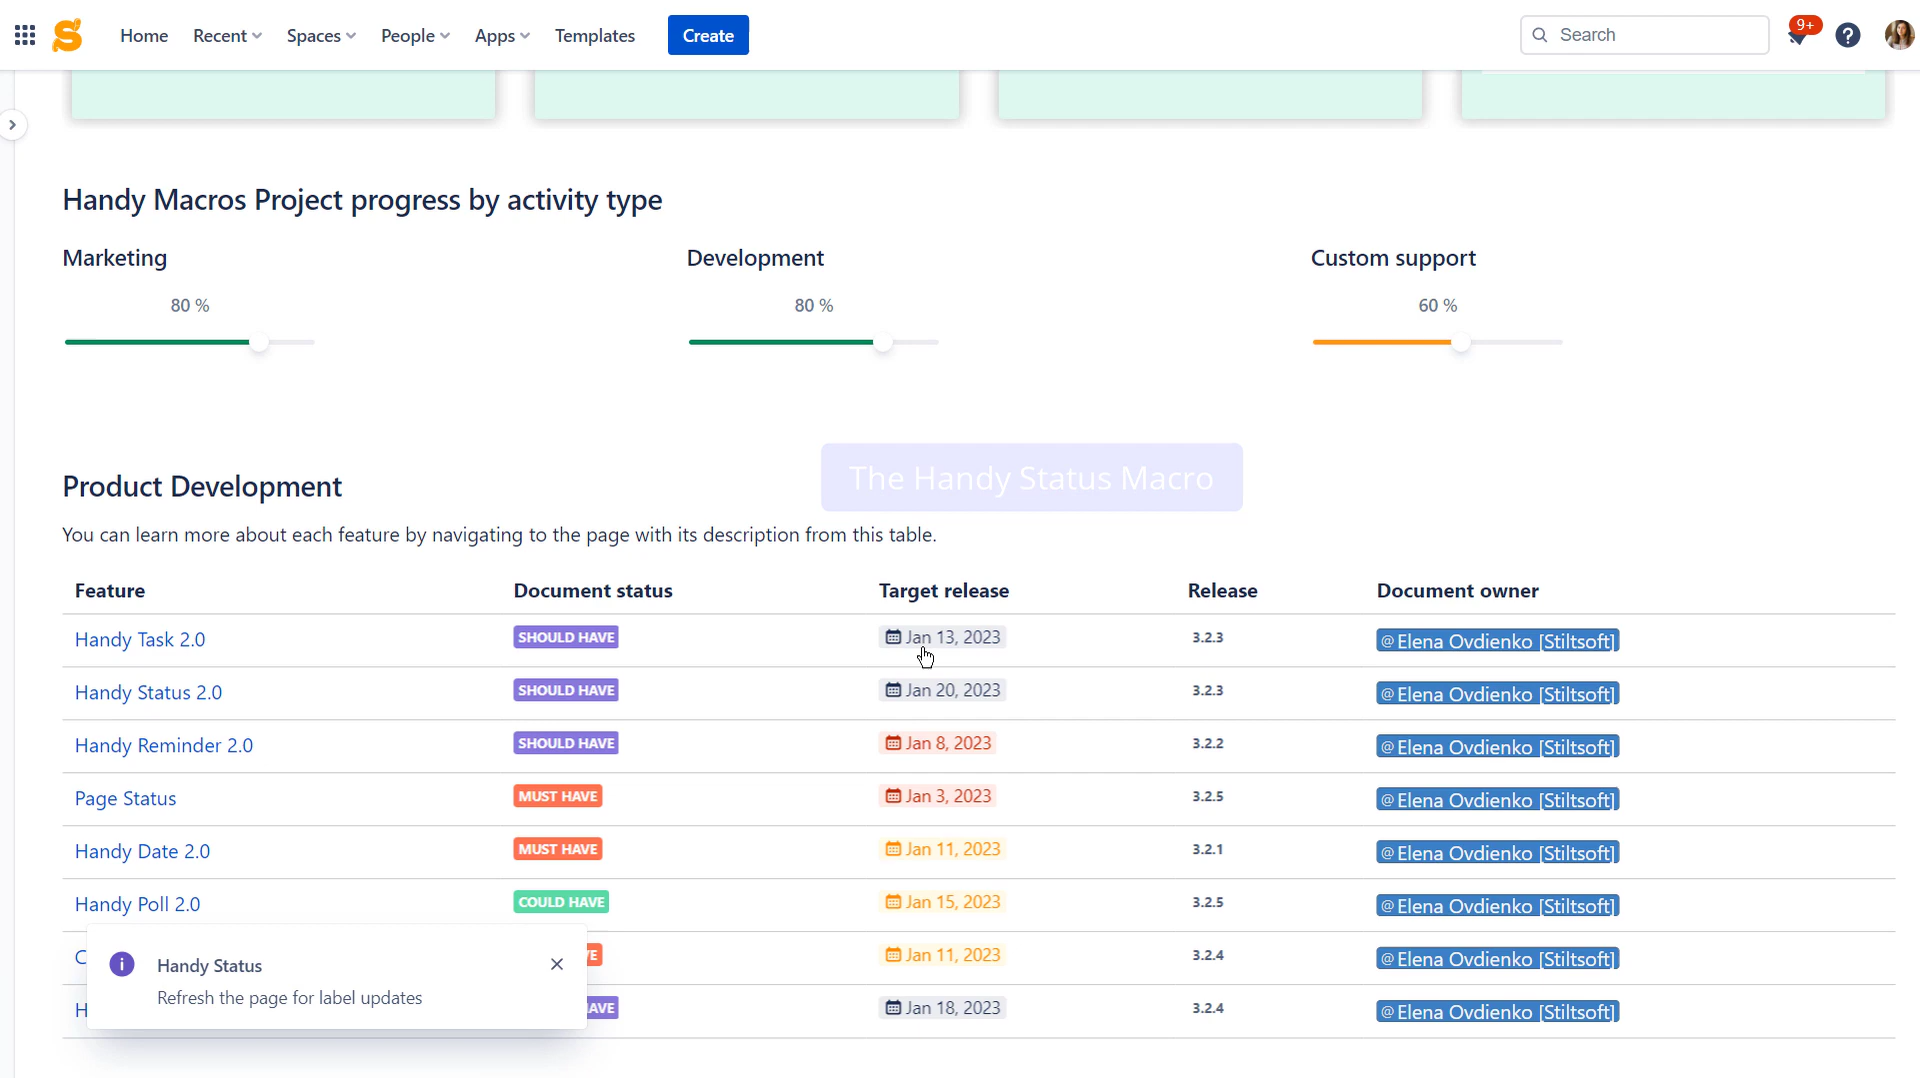 Home Recent Spaces People Apps Templates Create Search 9+ ?
Handy Macros Project progress by activity type
Marketing Development Custom support
80 % 80 % 60 %
The Handy Status Macro
Product Development
You can learn more about each feature by navigating to the page with its description from this table.
Feature Document status Target release Release Document owner
Handy Task 2.0 SHOULD HAVE Jan 13, 2023 3.2.3 @Elena Ovdienko [Stiltsoft]
Handy Status 2.0 SHOULD HAVE Jan 20, 2023 3.2.3 @Elena Ovdienko [Stiltsoft]
Handy Reminder 2.0 SHOULD HAVE Jan 8, 2023 3.2.2 @Elena Ovdienko [Stiltsoft]
Page Status MUST HAVE Jan 3, 2023 3.2.5 @Elena Ovdienko [Stiltsoft]
Handy Date 2.0 MUST HAVE Jan 11, 2023 3.2.1 @Elena Ovdienko [Stiltsoft]
Handy Poll 2.0 COULD HAVE Jan 15, 2023 3.2.5 @Elena Ovdienko [Stiltsoft]
Jan 11, 2023 3.2.4 @Elena Ovdienko [Stiltsoft]
Handy Status
Refresh the page for label updates
H AVE Jan 18, 2023 3.2.4 @Elena Ovdienko [Stiltsoft]